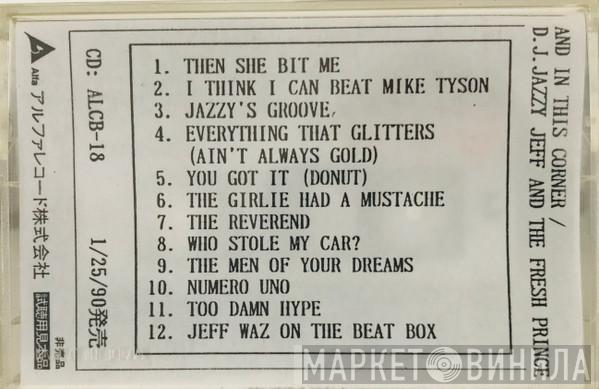 AND IN THIS CORNER /
D.J.JAZZY JEFF AND THE FRESH PRINCE
1. THEN SHE BIT ME
2. I THINK I CAN BEAT MIKE TYSON
3. JAZZY'S GROOVE
4. EVERYTHING THAT GLITTERS
(AIN'T ALWAYS GOLD)
5. YOU GOT IT (DONUT)
6. THE GIRLIE HAD A MUSTACHE
7. THE REVEREND
8. WHO STOLE MY CAR?
9. THE MEN OF YOUR DREAMS
10. NUMERO UNO
11. TOO DAMN HYPE
12. JEFF WAZ ON THE BEAT BOX
CD: ALCB-18 1/25/90発売
Alfa アルファレコード株式会社 試聴用見本品
非売品
МАРКЕТ ВИНИЛА